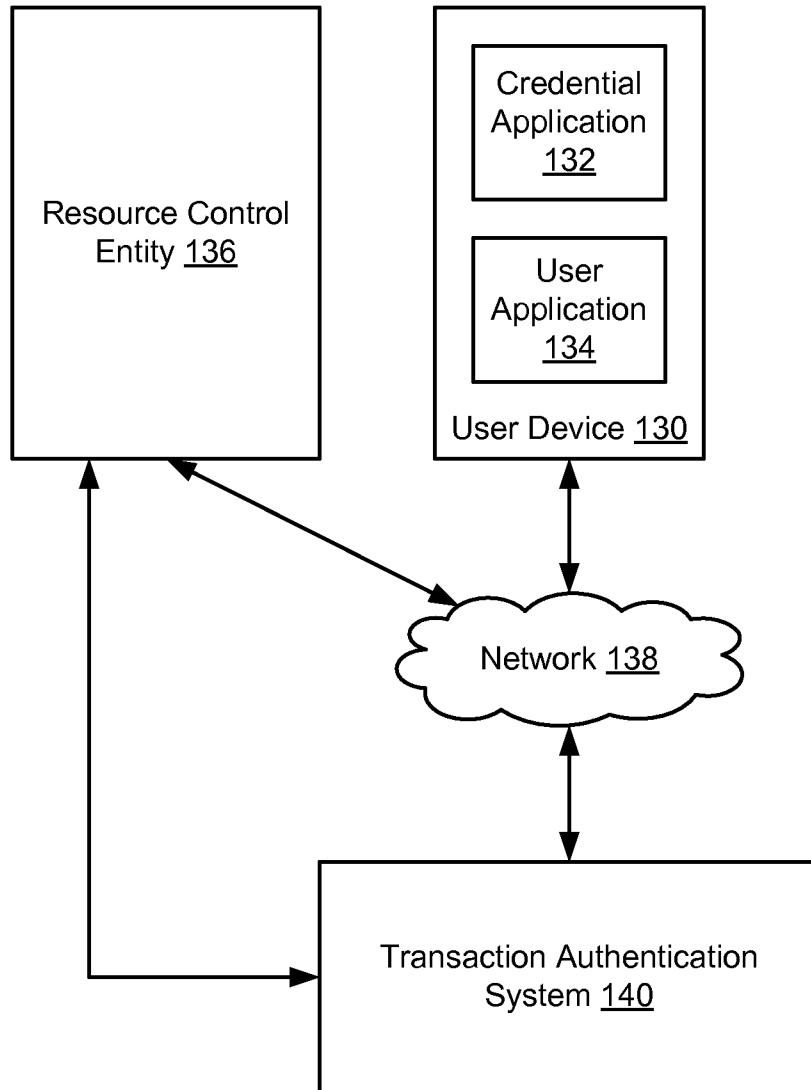 Resource Control
Entity 136
Credential
Application
132
User
Application
134
User Device 130
Network 138
Transaction Authentication
System 140